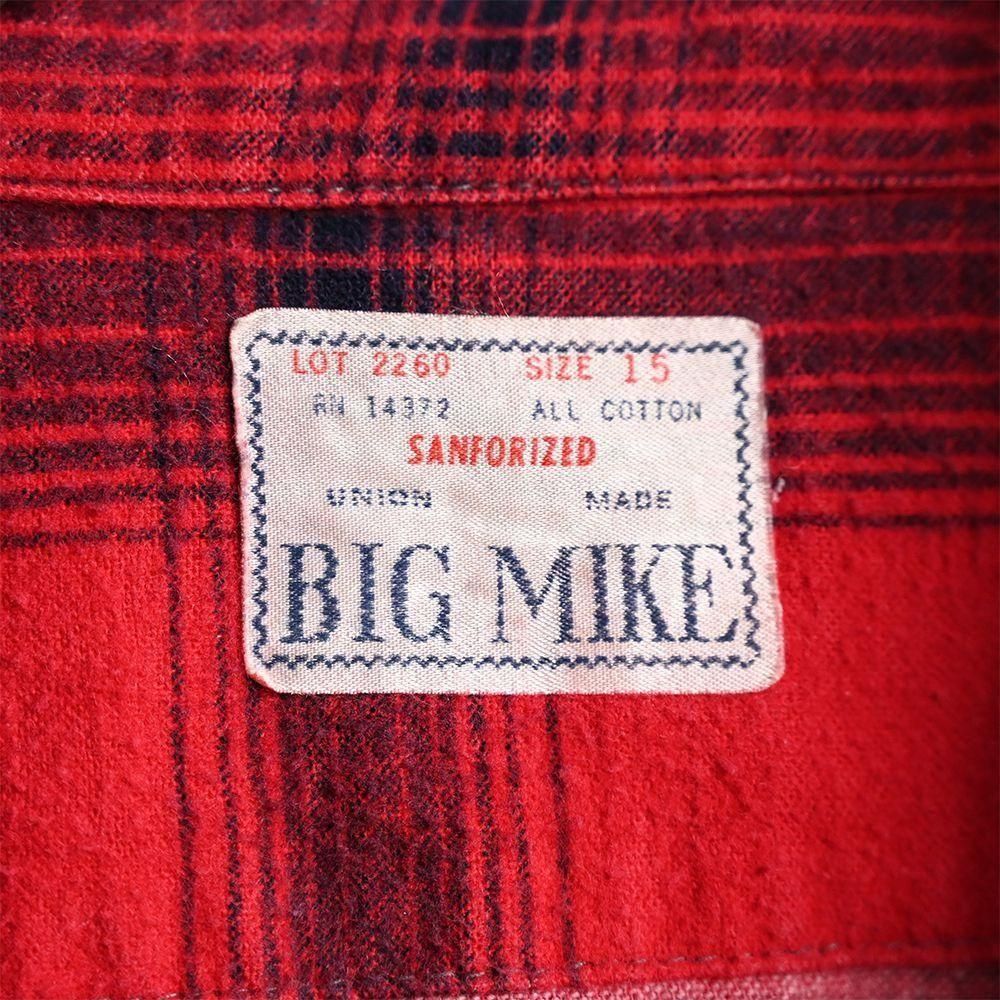 LOT 2260 SIZE 15
RN 14372 ALL COTTON
SANFORIZED
UNION MADE
BIG MIKE